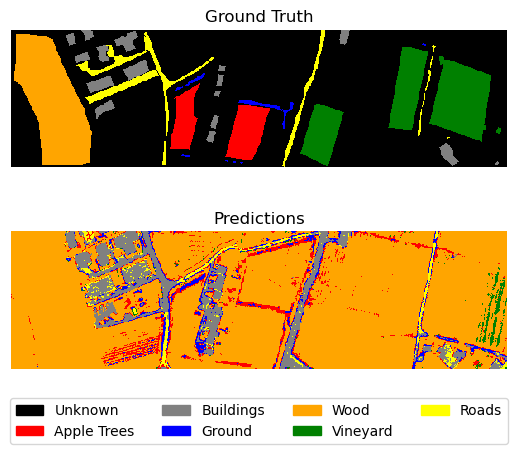 Ground Truth
Predictions
Unknown Buildings Wood Roads
Apple Trees Ground Vineyard